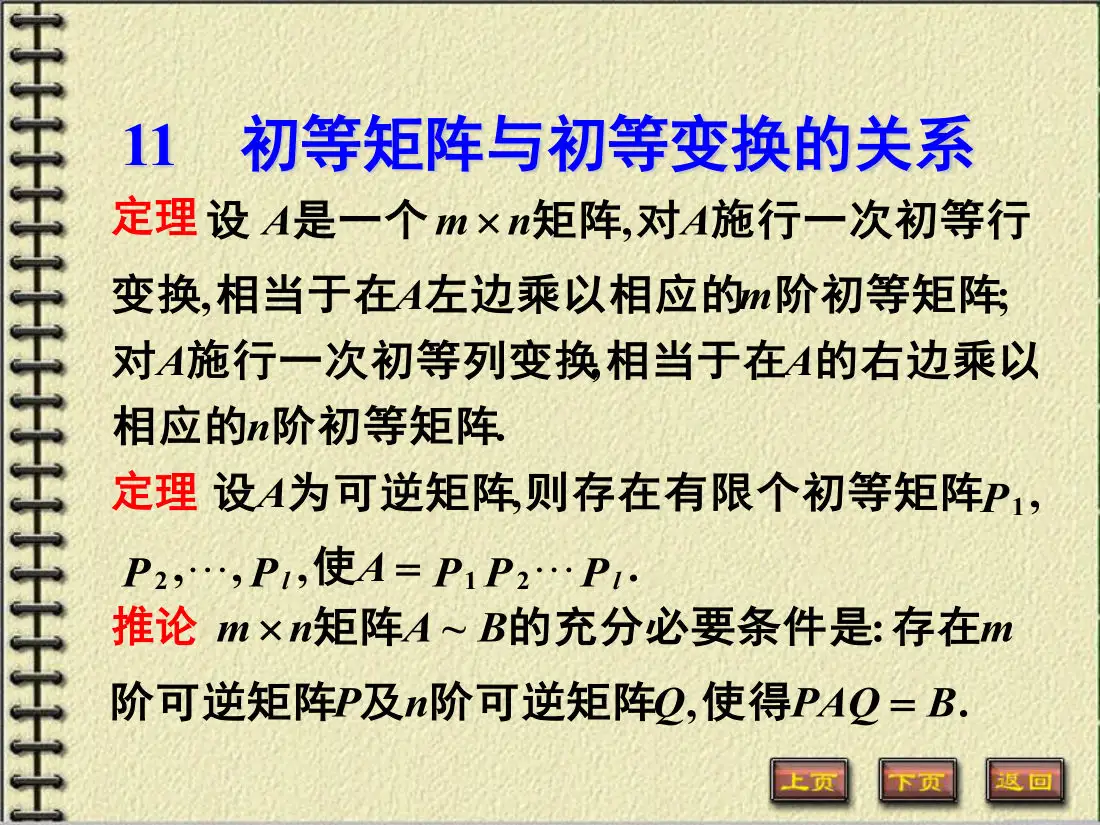 11 初等矩阵与初等变换的关系
定理 设 A是一个 m × n矩阵,对A施行一次初等行
变换,相当于在A左边乘以相应的m阶初等矩阵;
对A施行一次初等列变换,相当于在A的右边乘以
相应的n阶初等矩阵.
定理 设A为可逆矩阵,则存在有限个初等矩阵P₁,
P₂,⋯,Pₗ,使A = P₁P₂⋯Pₗ.
推论 m × n矩阵A ~ B的充分必要条件是: 存在m
阶可逆矩阵P及n阶可逆矩阵Q,使得PAQ = B.
上页 下页 返回